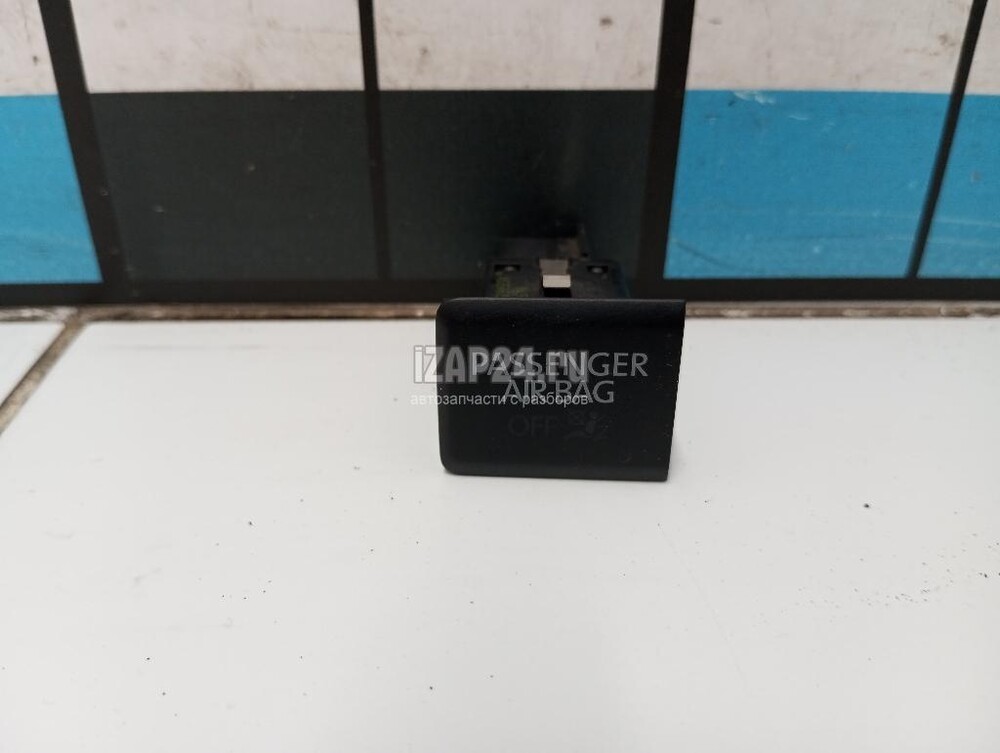 PASSENGER
AIR BAG
OFF
iZAP24.ru
автозапчасти с разборов